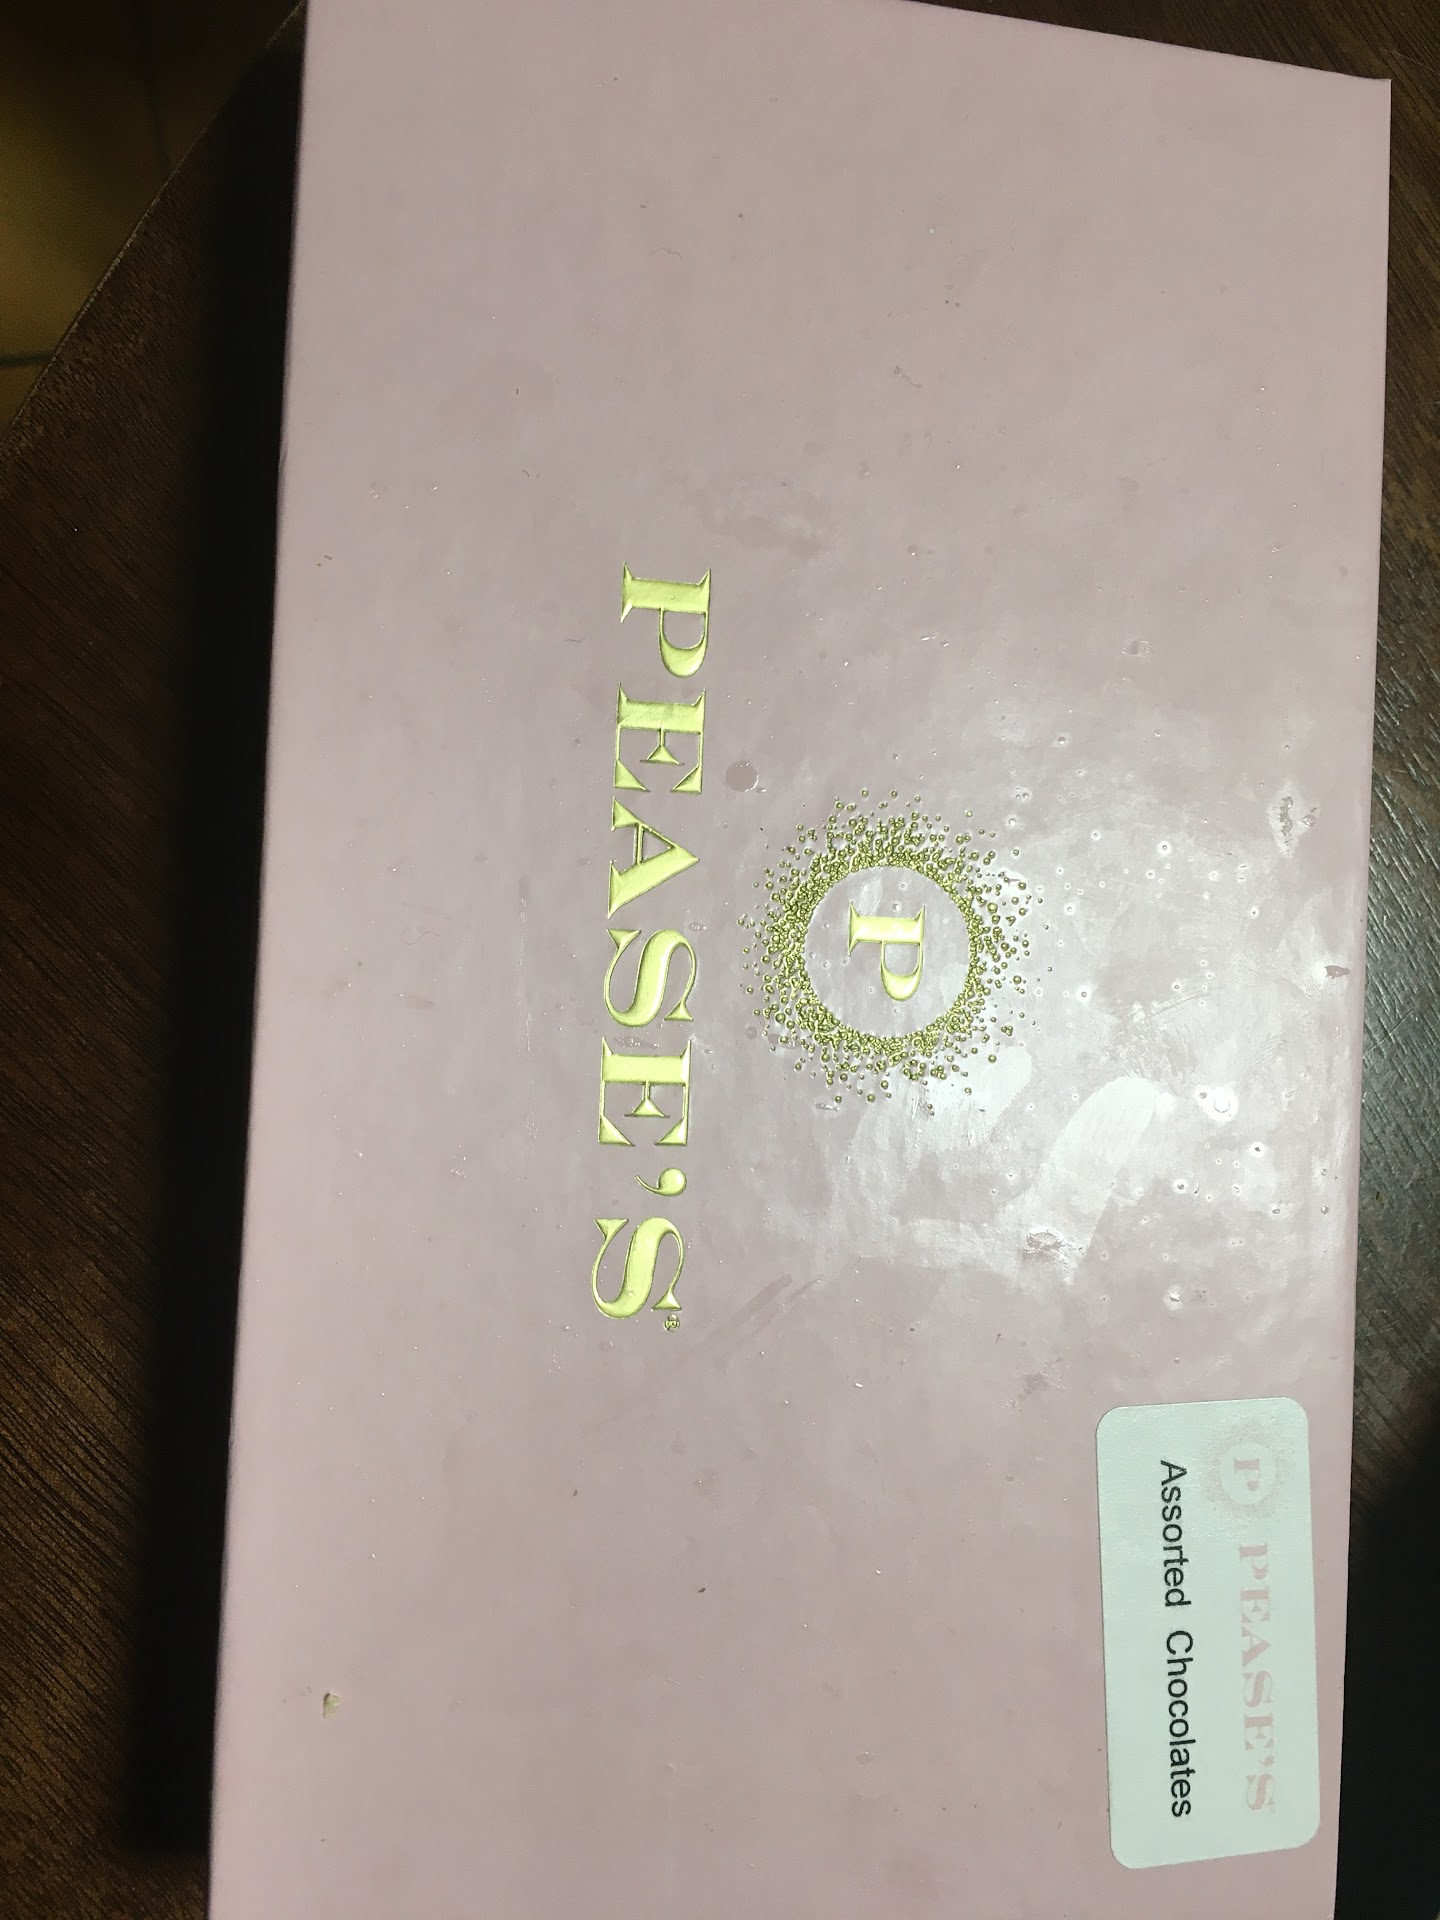 P
PEASE'S®
P PEASE'S
Assorted Chocolates